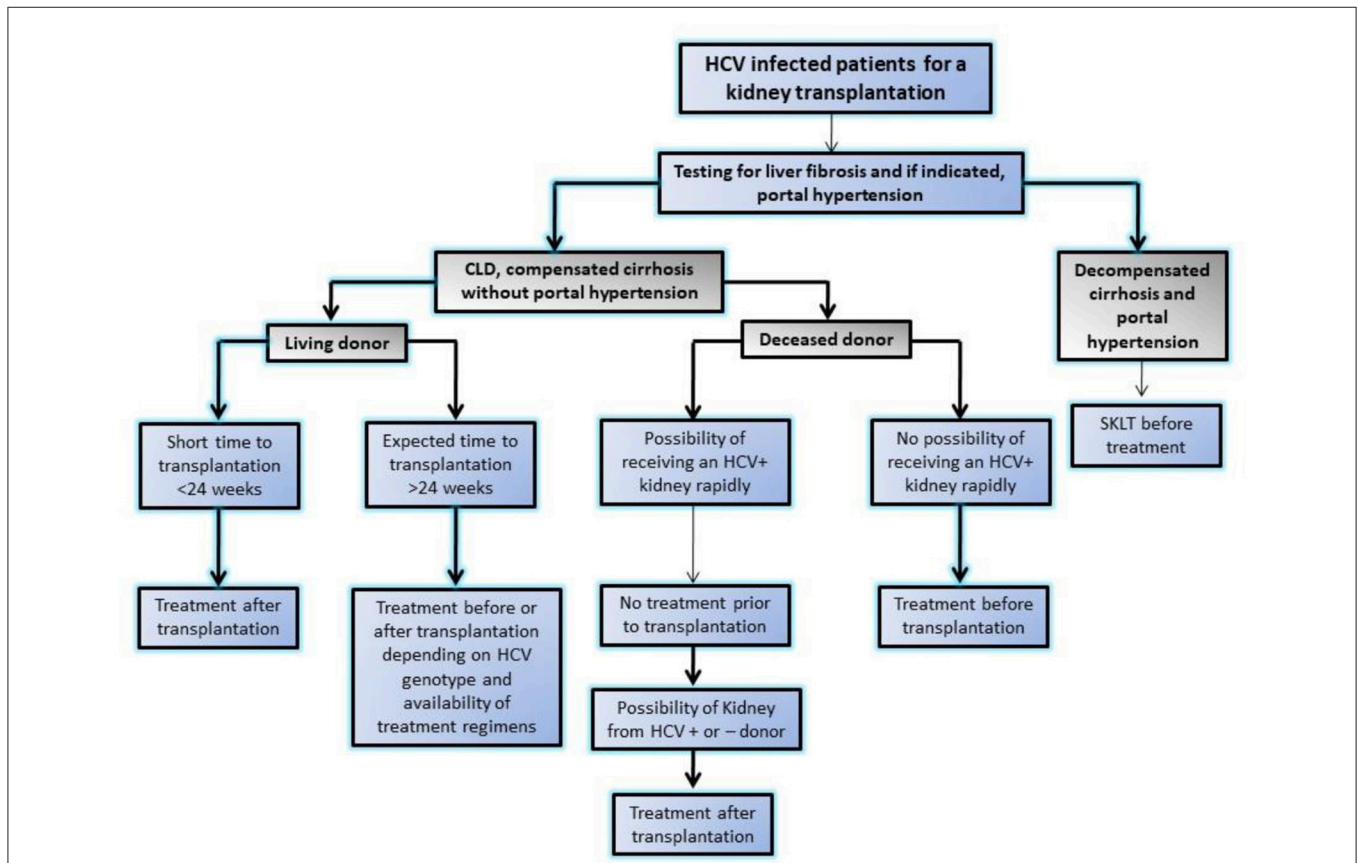 HCV infected patients for a
kidney transplantation
Testing for liver fibrosis and if indicated,
portal hypertension
CLD, compensated cirrhosis
without portal hypertension
Decompensated
cirrhosis and
portal
hypertension
Living donor
Deceased donor
Short time to
transplantation
<24 weeks
Expected time to
transplantation
>24 weeks
Possibility of
receiving an HCV+
kidney rapidly
No possibility of
receiving an HCV+
kidney rapidly
SKLT before
treatment
Treatment after
transplantation
Treatment before or
after transplantation
depending on HCV
genotype and
availability of
treatment regimens
No treatment prior
to transplantation
Treatment before
transplantation
Possibility of Kidney
from HCV + or – donor
Treatment after
transplantation